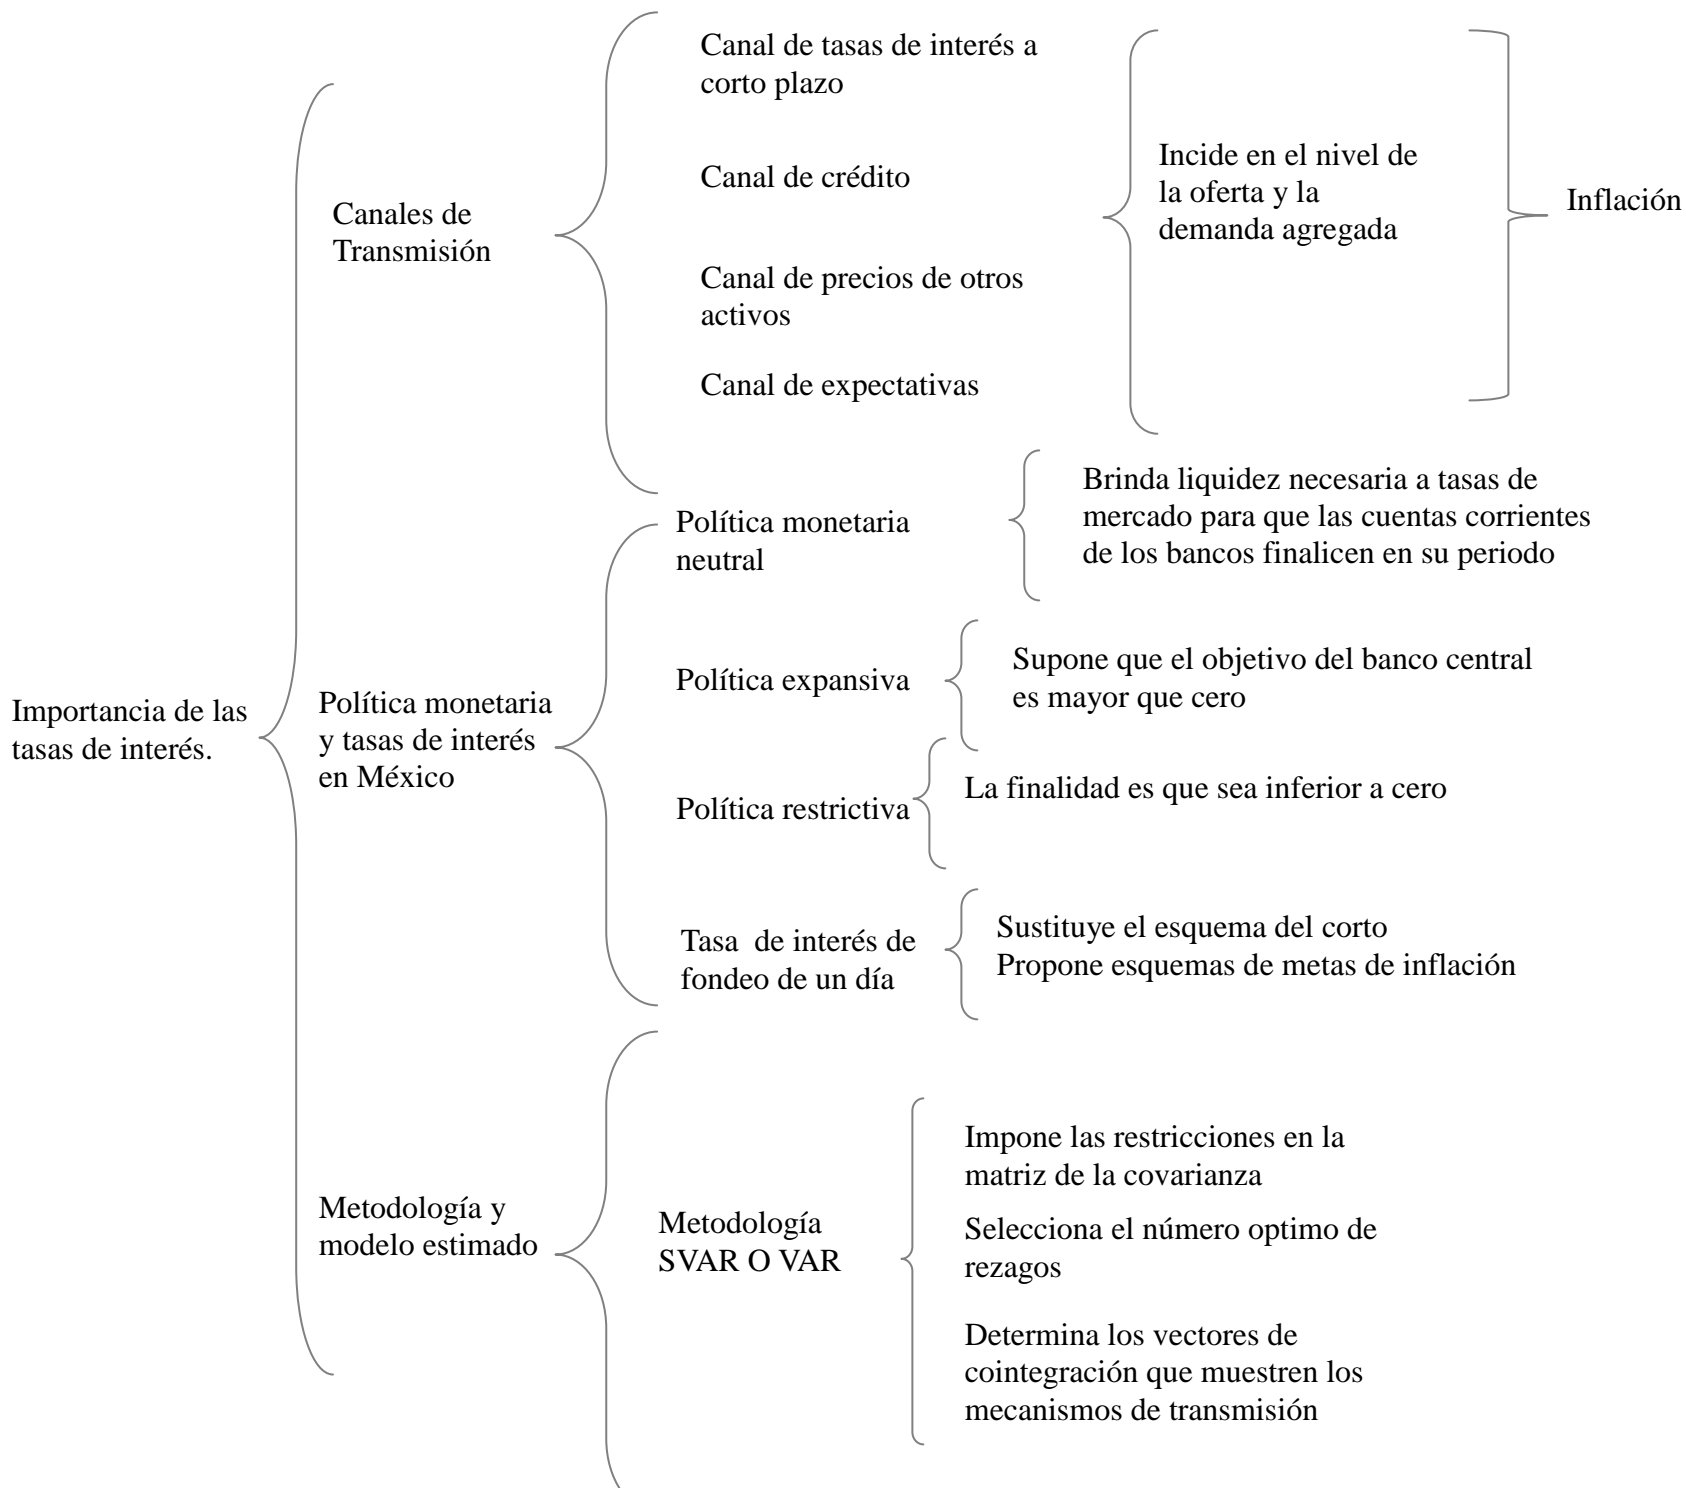 Importancia de las
tasas de interés.
Canales de
Transmisión
Canal de tasas de interés a
corto plazo
Canal de crédito
Canal de precios de otros
activos
Canal de expectativas
Incide en el nivel de
la oferta y la
demanda agregada
Inflación
Política monetaria
y tasas de interés
en México
Política monetaria
neutral
Brinda liquidez necesaria a tasas de
mercado para que las cuentas corrientes
de los bancos finalicen en su periodo
Política expansiva
Supone que el objetivo del banco central
es mayor que cero
Política restrictiva
La finalidad es que sea inferior a cero
Tasa  de interés de
fondeo de un día
Sustituye el esquema del corto
Propone esquemas de metas de inflación
Metodología y
modelo estimado
Metodología
SVAR O VAR
Impone las restricciones en la
matriz de la covarianza
Selecciona el número optimo de
rezagos
Determina los vectores de
cointegración que muestren los
mecanismos de transmisión